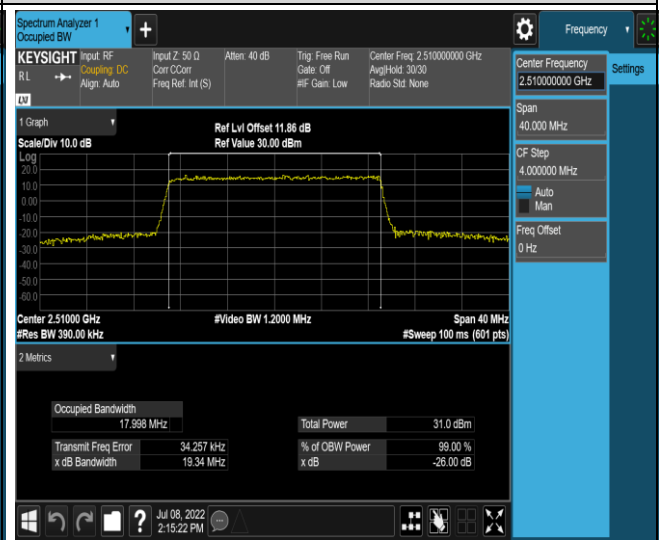 Spectrum Analyzer 1
Occupied BW
+
Frequency
KEYSIGHT
Input: RF
Coupling: DC
Align: Auto
Input Z: 50 Ω
Corr CCorr
Freq Ref: Int (S)
Atten: 40 dB
Trig: Free Run
Gate: Off
#IF Gain: Low
Center Freq: 2.510000000 GHz
Avg|Hold: 30/30
Radio Std: None
R L
LXI
Center Frequency
2.510000000 GHz
Settings
Span
40.000 MHz
CF Step
4.000000 MHz
Auto
Man
Freq Offset
0 Hz
1 Graph
Scale/Div 10.0 dB
Ref Lvl Offset 11.86 dB
Ref Value 30.00 dBm
Log
20.0
10.0
0.00
-10.0
-20.0
-30.0
-40.0
-50.0
-60.0
Center 2.51000 GHz
#Video BW 1.2000 MHz
Span 40 MHz
#Res BW 390.00 kHz
#Sweep 100 ms (601 pts)
2 Metrics
Occupied Bandwidth
17.998 MHz
Total Power 31.0 dBm
Transmit Freq Error 34.257 kHz
% of OBW Power 99.00 %
x dB Bandwidth 19.34 MHz
x dB -26.00 dB
?
Jul 08, 2022
2:15:22 PM